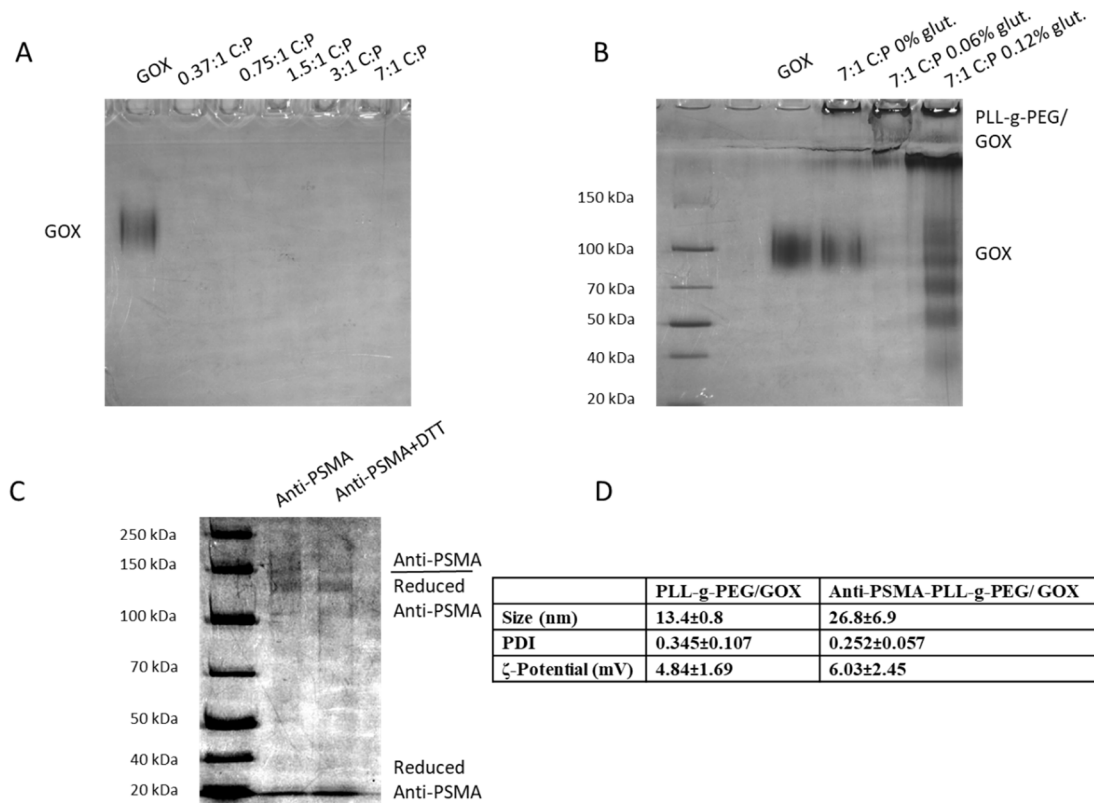 A
GOX
0.37:1 C:P
0.75:1 C:P
1.5:1 C:P
3:1 C:P
7:1 C:P
GOX
B
GOX
7:1 C:P 0% glut.
7:1 C:P 0.06% glut.
7:1 C:P 0.12% glut.
PLL-g-PEG/
GOX
150 kDa
100 kDa
GOX
70 kDa
50 kDa
40 kDa
20 kDa
C
Anti-PSMA
Anti-PSMA+DTT
250 kDa
150 kDa
Anti-PSMA
Reduced
Anti-PSMA
100 kDa
70 kDa
50 kDa
40 kDa
20 kDa
Reduced
Anti-PSMA
D
PLL-g-PEG/GOX Anti-PSMA-PLL-g-PEG/ GOX
Size (nm) 13.4±0.8 26.8±6.9
PDI 0.345±0.107 0.252±0.057
ζ-Potential (mV) 4.84±1.69 6.03±2.45